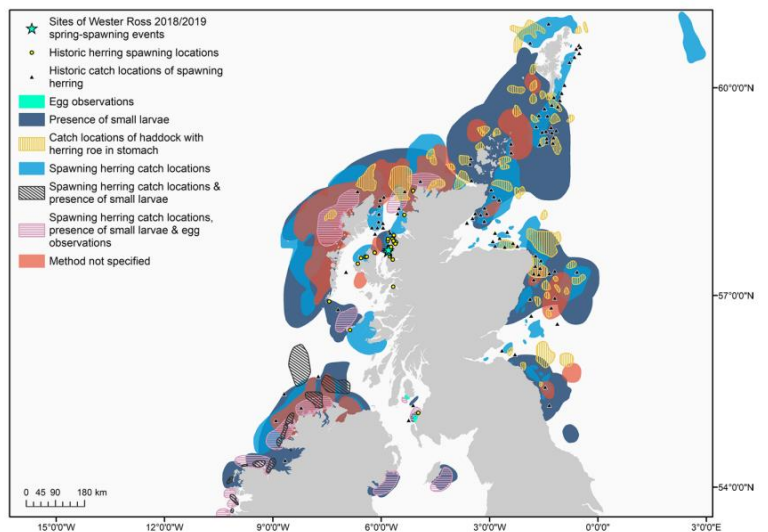 Sites of Wester Ross 2018/2019
spring-spawning events
Historic herring spawning locations
Historic catch locations of spawning
herring
Egg observations
Presence of small larvae
Catch locations of haddock with
herring roe in stomach
Spawning herring catch locations
Spawning herring catch locations &
presence of small larvae
Spawning herring catch locations,
presence of small larvae & egg
observations
Method not specified
0 45 90 180 km
60°0'0"N
57°0'0"N
54°0'0"N
15°0'0"W 12°0'0"W 9°0'0"W 6°0'0"W 3°0'0"W 0°0'0" 3°0'0"E